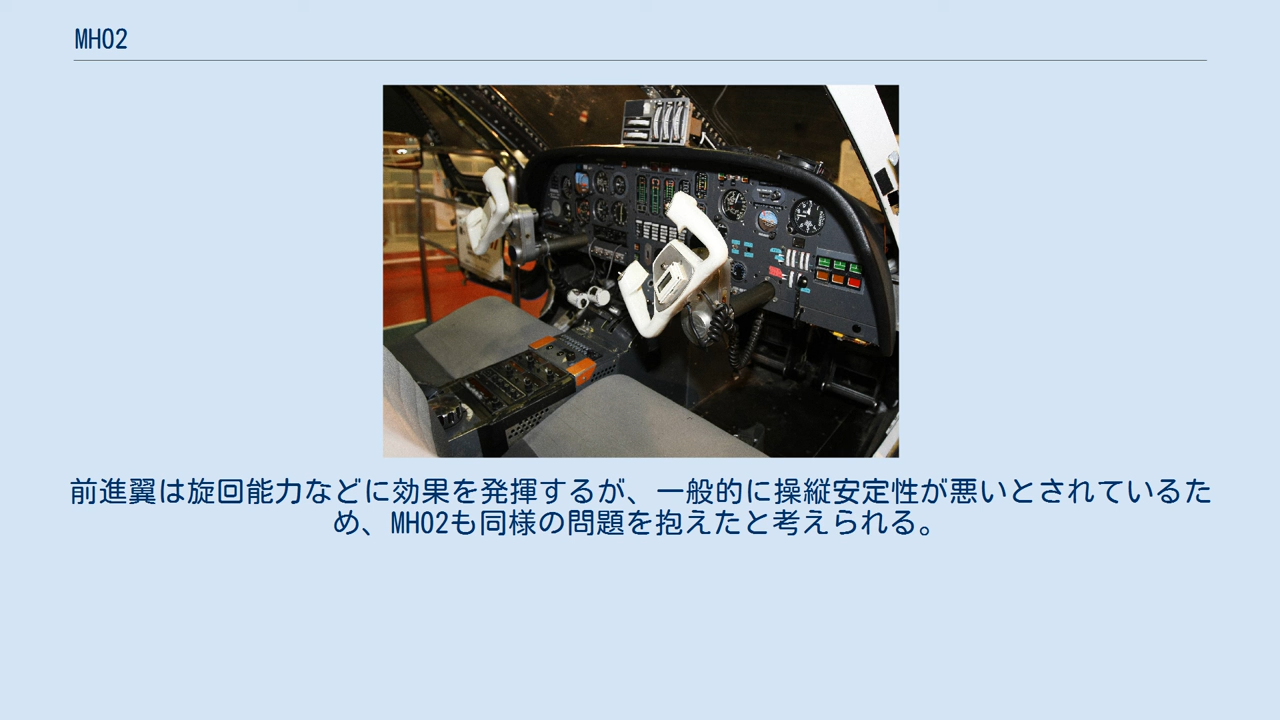 MH02
前進翼は旋回能力などに効果を発揮するが、一般的に操縦安定性が悪いとされているた
め、MH02も同様の問題を抱えたと考えられる。